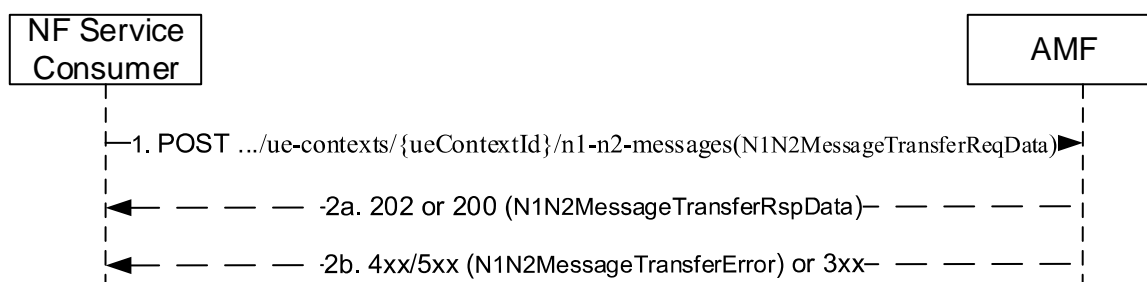 NF Service
Consumer
AMF
1. POST .../ue-contexts/{ueContextId}/n1-n2-messages(N1N2MessageTransferReqData)
2a. 202 or 200 (N1N2MessageTransferRspData)
2b. 4xx/5xx (N1N2MessageTransferError) or 3xx